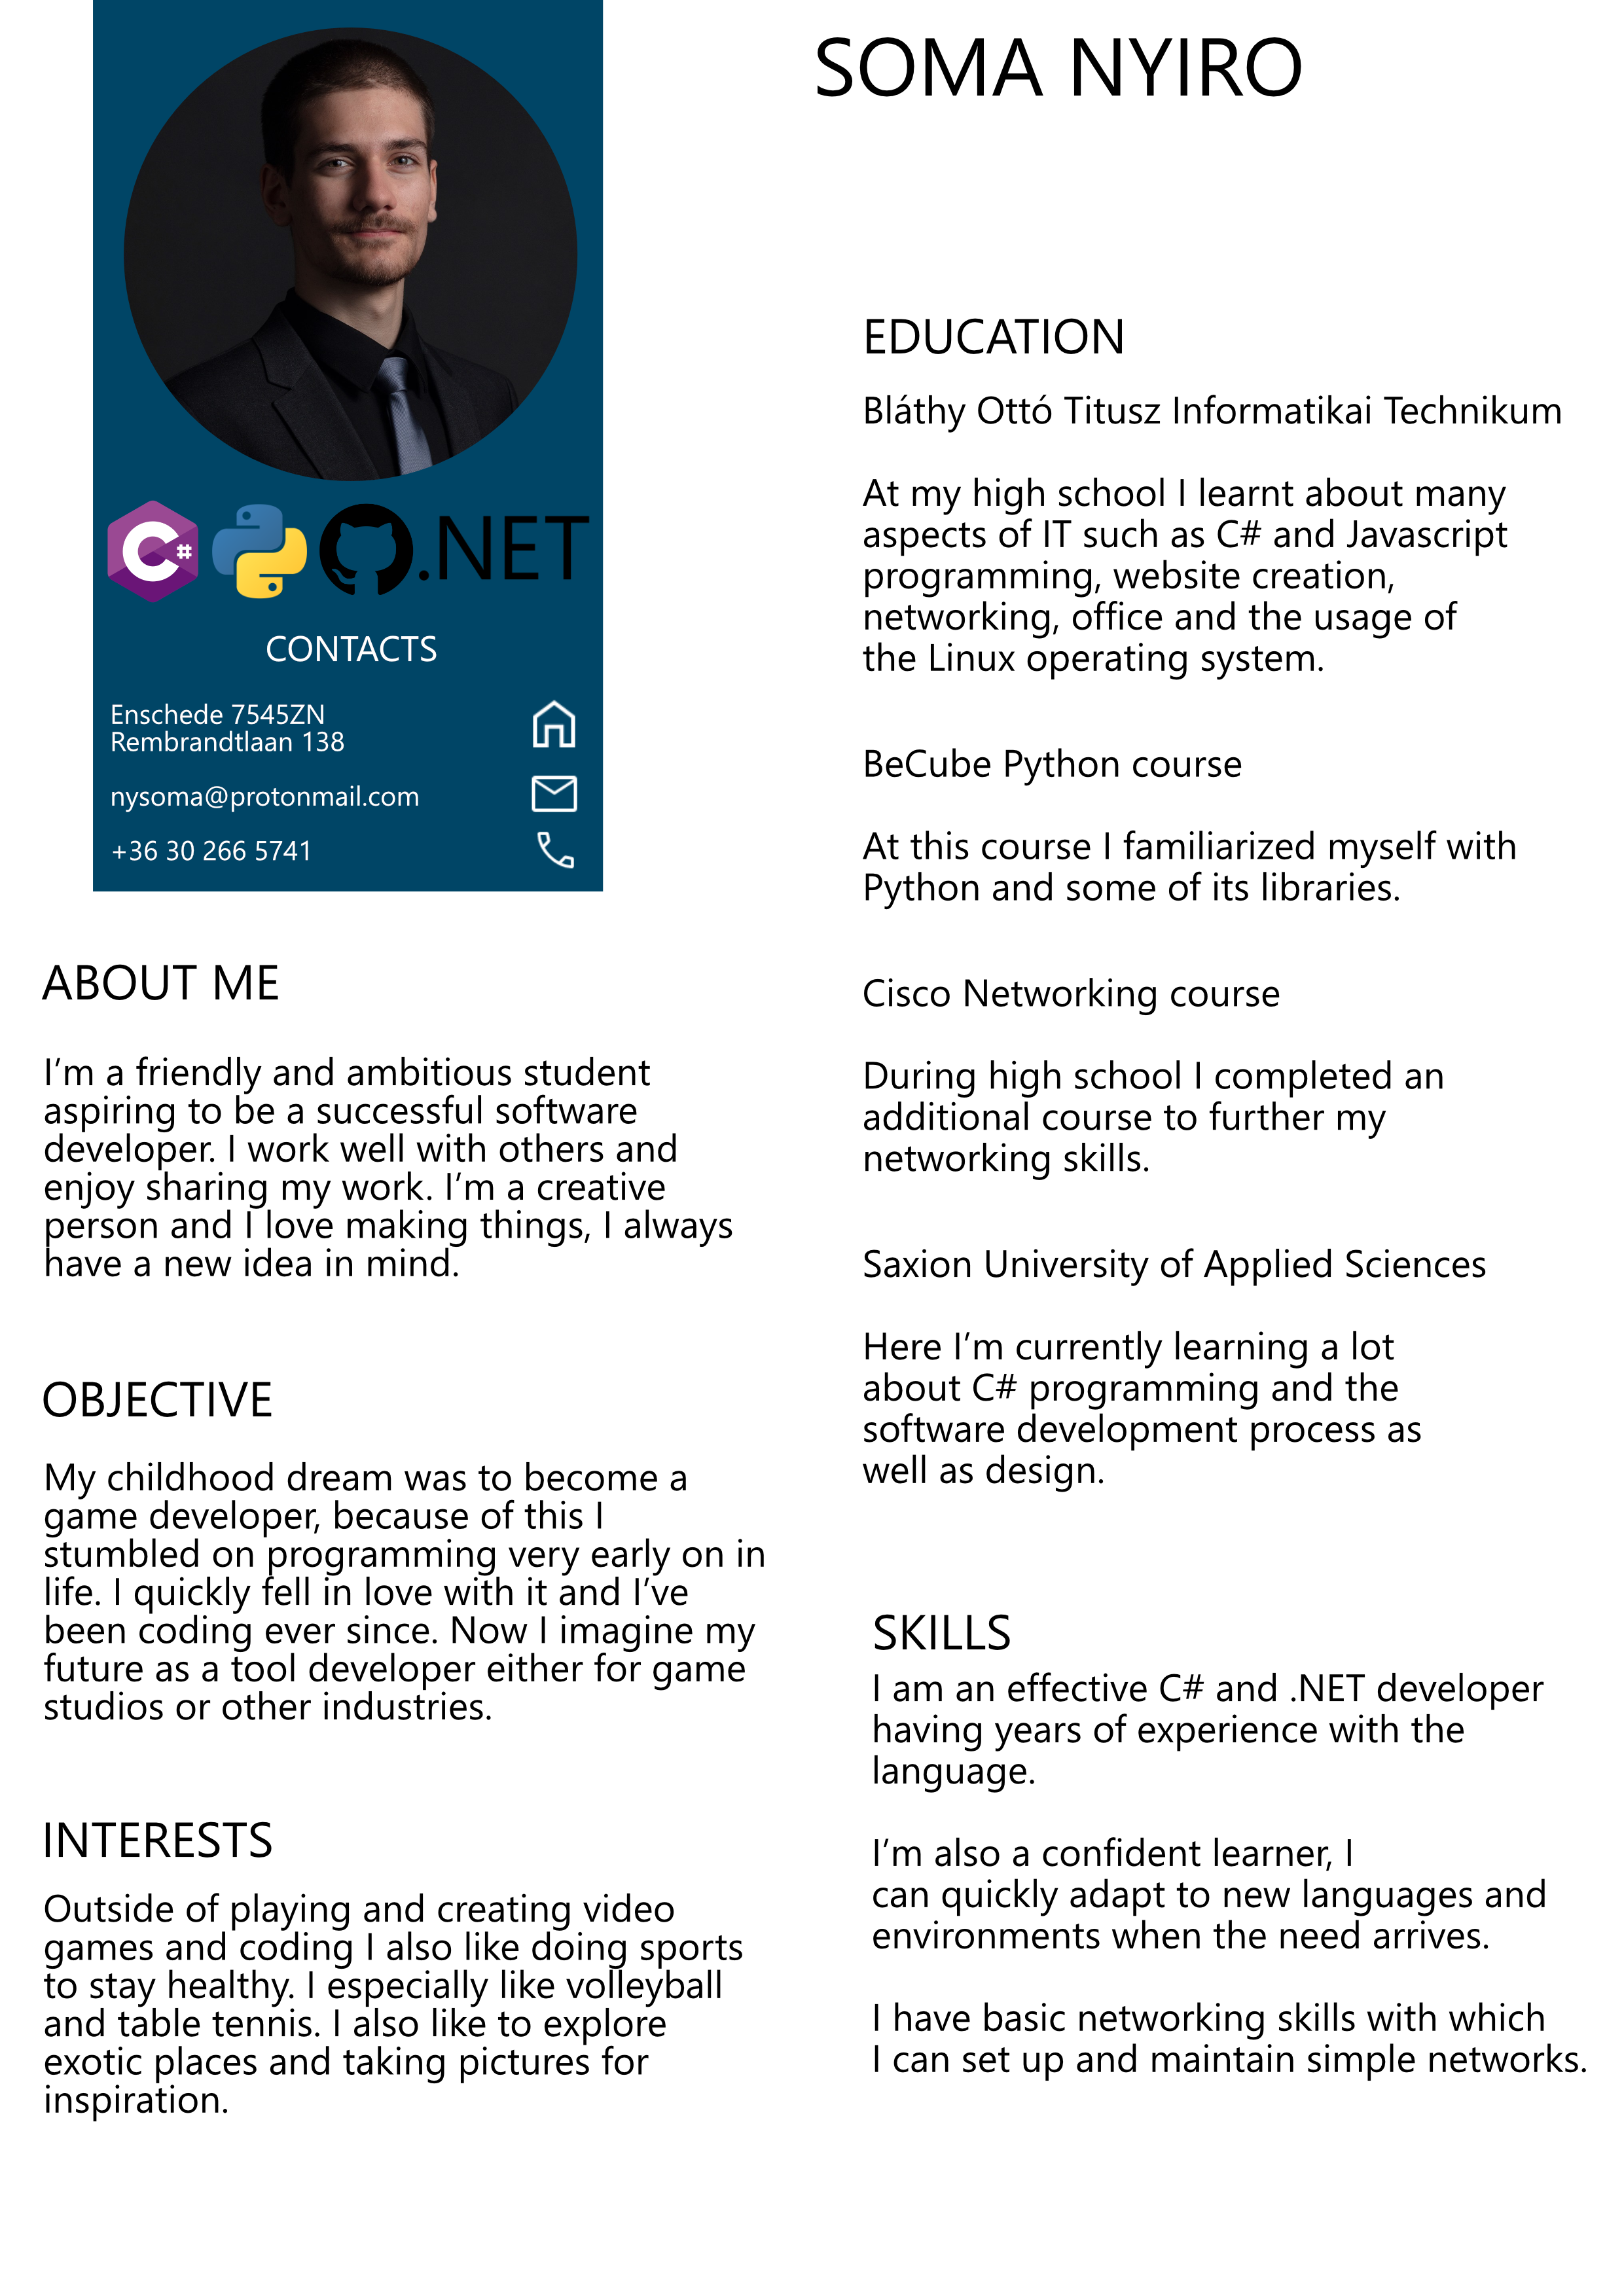 SOMA NYIRO
C#
.NET
CONTACTS
Enschede 7545ZN
Rembrandtlaan 138
nysoma@protonmail.com
+36 30 266 5741
ABOUT ME
I’m a friendly and ambitious student
aspiring to be a successful software
developer. I work well with others and
enjoy sharing my work. I’m a creative
person and I love making things, I always
have a new idea in mind.
OBJECTIVE
My childhood dream was to become a
game developer, because of this I
stumbled on programming very early on in
life. I quickly fell in love with it and I’ve
been coding ever since. Now I imagine my
future as a tool developer either for game
studios or other industries.
INTERESTS
Outside of playing and creating video
games and coding I also like doing sports
to stay healthy. I especially like volleyball
and table tennis. I also like to explore
exotic places and taking pictures for
inspiration.
EDUCATION
Bláthy Ottó Titusz Informatikai Technikum
At my high school I learnt about many
aspects of IT such as C# and Javascript
programming, website creation,
networking, office and the usage of
the Linux operating system.
BeCube Python course
At this course I familiarized myself with
Python and some of its libraries.
Cisco Networking course
During high school I completed an
additional course to further my
networking skills.
Saxion University of Applied Sciences
Here I’m currently learning a lot
about C# programming and the
software development process as
well as design.
SKILLS
I am an effective C# and .NET developer
having years of experience with the
language.
I’m also a confident learner, I
can quickly adapt to new languages and
environments when the need arrives.
I have basic networking skills with which
I can set up and maintain simple networks.